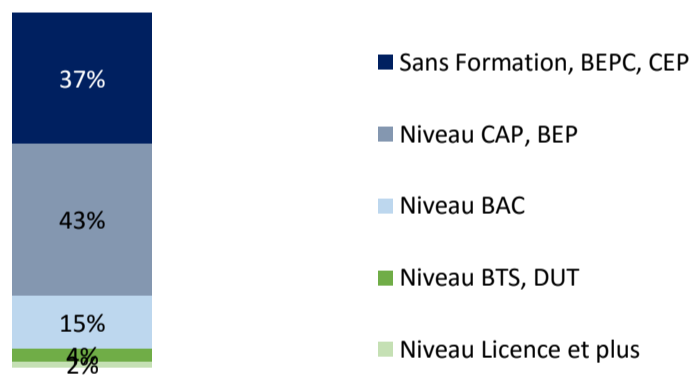 37%
43%
15%
4%
2%
Sans Formation, BEPC, CEP
Niveau CAP, BEP
Niveau BAC
Niveau BTS, DUT
Niveau Licence et plus